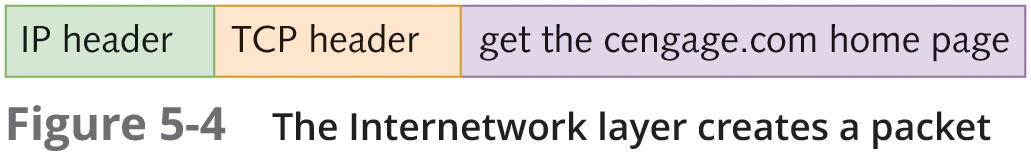 IP header TCP header get the cengage.com home page
Figure 5-4 The Internetwork layer creates a packet